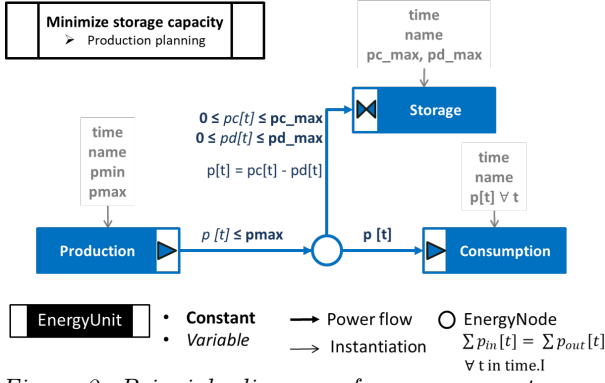 Minimize storage capacity
➢ Production planning
time
name
pc_max, pd_max
Storage
0 ≤ pc[t] ≤ pc_max
0 ≤ pd[t] ≤ pd_max
p[t] = pc[t] - pd[t]
time
name
pmin
pmax
time
name
p[t] ∀ t
Production
p [t] ≤ pmax
p [t]
Consumption
EnergyUnit
• Constant
• Variable
Power flow
Instantiation
EnergyNode
∑ p_in[t] = ∑ p_out[t]
∀ t in time.I